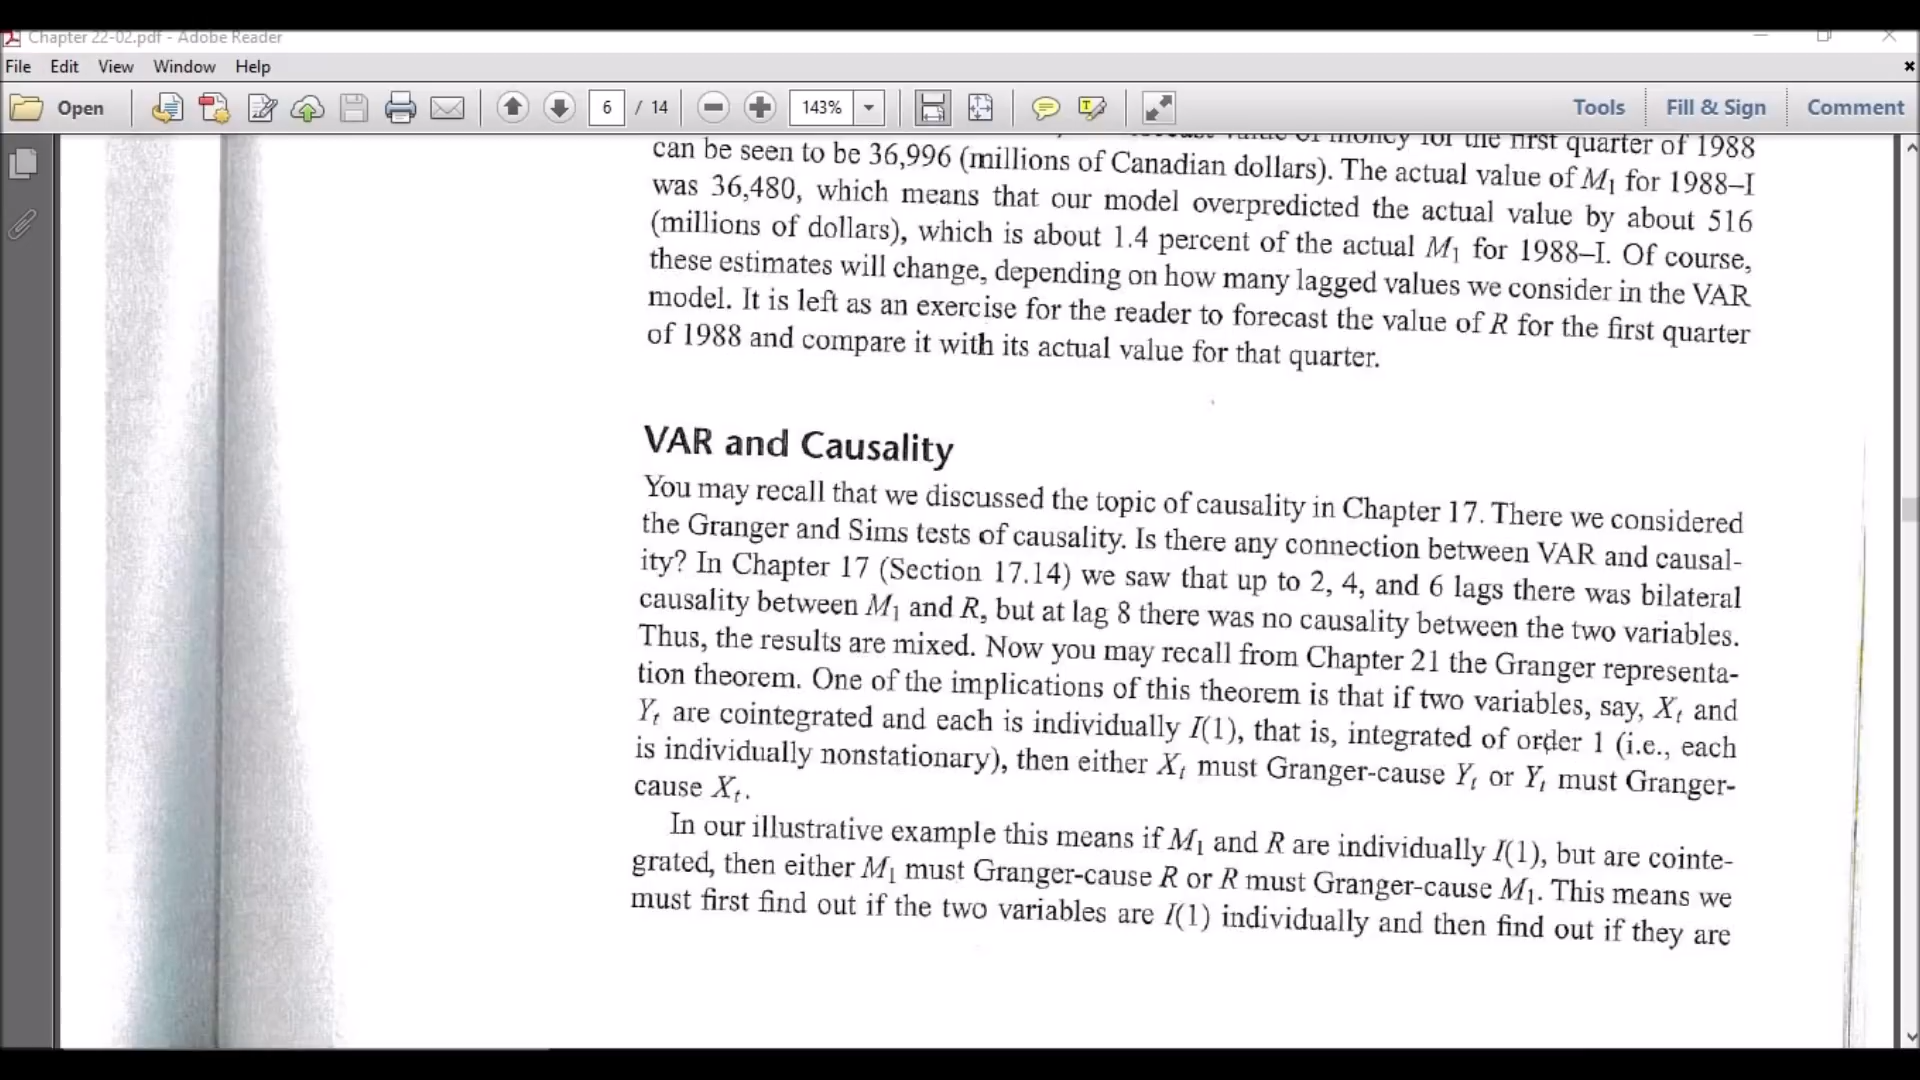 Chapter 22-02.pdf - Adobe Reader
File Edit View Window Help
Open 6 / 14 143% Tools Fill & Sign Comment
value of money for the first quarter of 1988
can be seen to be 36,996 (millions of Canadian dollars). The actual value of M₁ for 1988–I
was 36,480, which means that our model overpredicted the actual value by about 516
(millions of dollars), which is about 1.4 percent of the actual M₁ for 1988–I. Of course,
these estimates will change, depending on how many lagged values we consider in the VAR
model. It is left as an exercise for the reader to forecast the value of R for the first quarter
of 1988 and compare it with its actual value for that quarter.
VAR and Causality
You may recall that we discussed the topic of causality in Chapter 17. There we considered
the Granger and Sims tests of causality. Is there any connection between VAR and causal-
ity? In Chapter 17 (Section 17.14) we saw that up to 2, 4, and 6 lags there was bilateral
causality between M₁ and R, but at lag 8 there was no causality between the two variables.
Thus, the results are mixed. Now you may recall from Chapter 21 the Granger representa-
tion theorem. One of the implications of this theorem is that if two variables, say, Xₜ and
Yₜ are cointegrated and each is individually I(1), that is, integrated of order 1 (i.e., each
is individually nonstationary), then either Xₜ must Granger-cause Yₜ or Yₜ must Granger-
cause Xₜ.
In our illustrative example this means if M₁ and R are individually I(1), but are cointe-
grated, then either M₁ must Granger-cause R or R must Granger-cause M₁. This means we
must first find out if the two variables are I(1) individually and then find out if they are